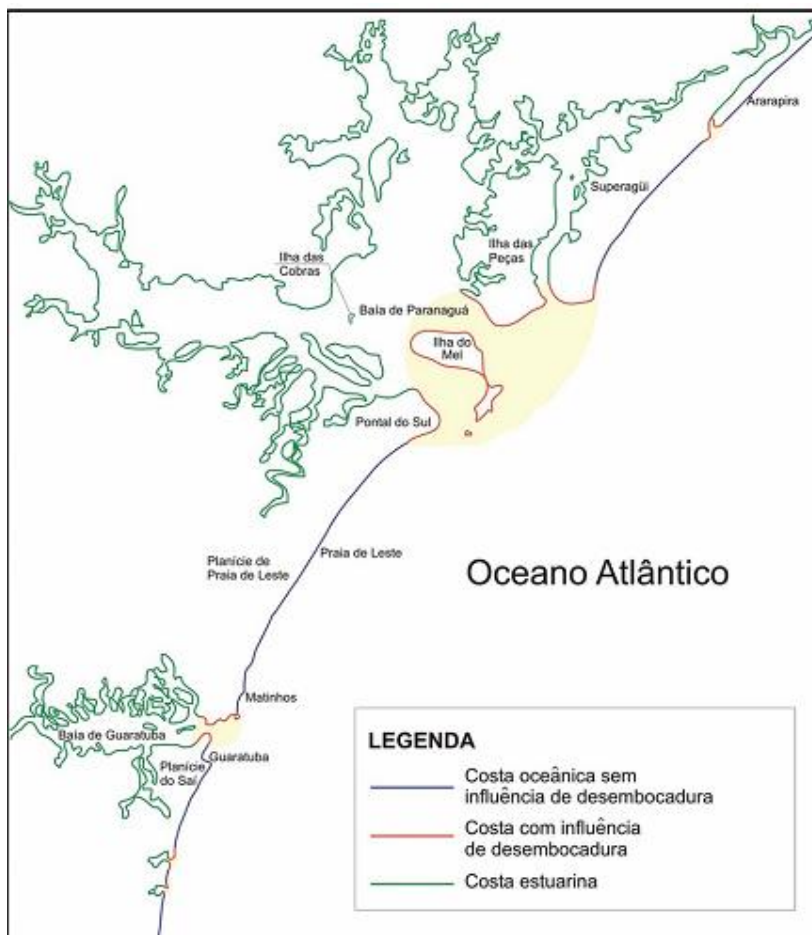 Ararapira
Superagüi
Ilha das
Peças
Ilha das
Cobras
Baía de Paranaguá
Ilha do
Mel
Pontal do Sul
Praia de Leste
Planície de
Praia de Leste
Oceano Atlântico
Matinhos
Baía de Guaratuba
Guaratuba
Planície
do Saí
LEGENDA
Costa oceânica sem
influência de desembocadura
Costa com influência
de desembocadura
Costa estuarina